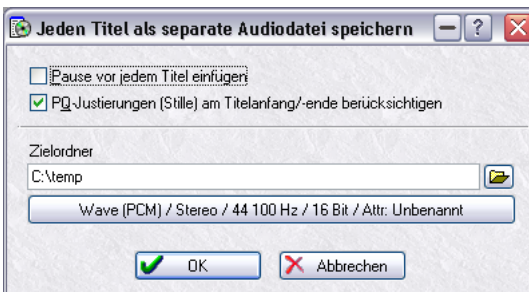 Jeden Titel als separate Audiodatei speichern
Pause vor jedem Titel einfügen
PQ-Justierungen (Stille) am Titelanfang/-ende berücksichtigen
Zielordner
C:\temp
Wave (PCM) / Stereo / 44 100 Hz / 16 Bit / Attr: Unbenannt
OK Abbrechen